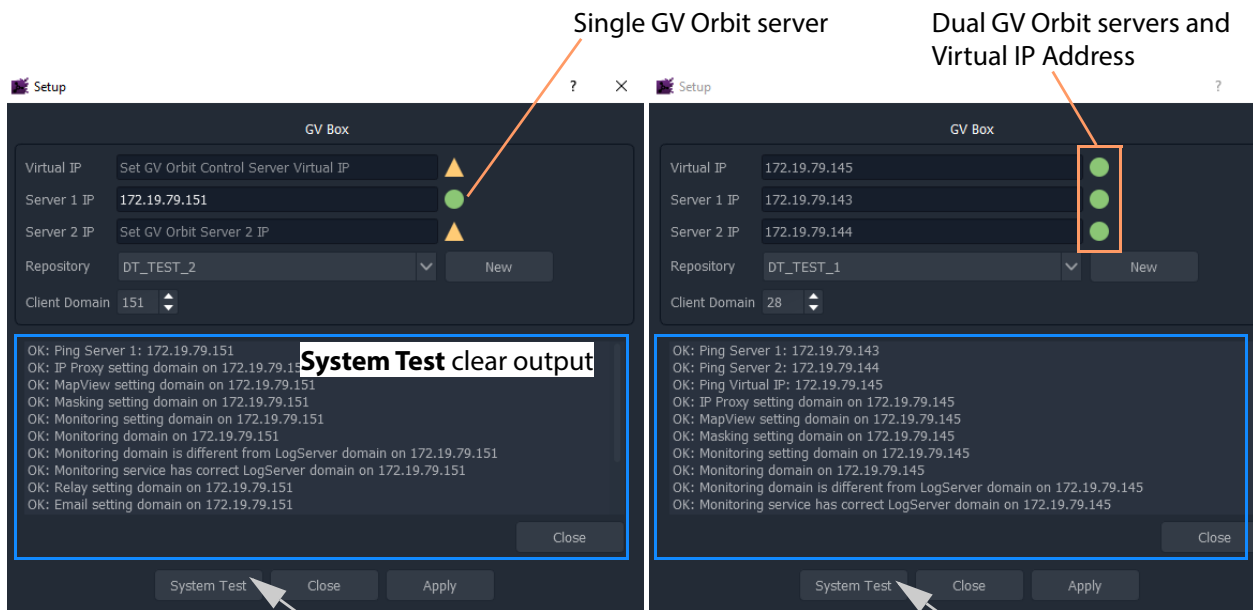 Single GV Orbit server
Dual GV Orbit servers and
Virtual IP Address
Setup
?
GV Box
Virtual IP
Set GV Orbit Control Server Virtual IP
Server 1 IP
172.19.79.151
Server 2 IP
Set GV Orbit Server 2 IP
Repository
DT_TEST_2
New
Client Domain
151
OK: Ping Server 1: 172.19.79.151
OK: IP Proxy setting domain on 172.19.79.15
System Test clear output
OK: MapView setting domain on 172.19.79.151
OK: Masking setting domain on 172.19.79.151
OK: Monitoring setting domain on 172.19.79.151
OK: Monitoring domain on 172.19.79.151
OK: Monitoring domain is different from LogServer domain on 172.19.79.151
OK: Monitoring service has correct LogServer domain on 172.19.79.151
OK: Relay setting domain on 172.19.79.151
OK: Email setting domain on 172.19.79.151
Close
System Test
Close
Apply
Setup
?
GV Box
Virtual IP
172.19.79.145
Server 1 IP
172.19.79.143
Server 2 IP
172.19.79.144
Repository
DT_TEST_1
New
Client Domain
28
OK: Ping Server 1: 172.19.79.143
OK: Ping Server 2: 172.19.79.144
OK: Ping Virtual IP: 172.19.79.145
OK: IP Proxy setting domain on 172.19.79.145
OK: MapView setting domain on 172.19.79.145
OK: Masking setting domain on 172.19.79.145
OK: Monitoring setting domain on 172.19.79.145
OK: Monitoring domain on 172.19.79.145
OK: Monitoring domain is different from LogServer domain on 172.19.79.145
OK: Monitoring service has correct LogServer domain on 172.19.79.145
Close
System Test
Close
Apply